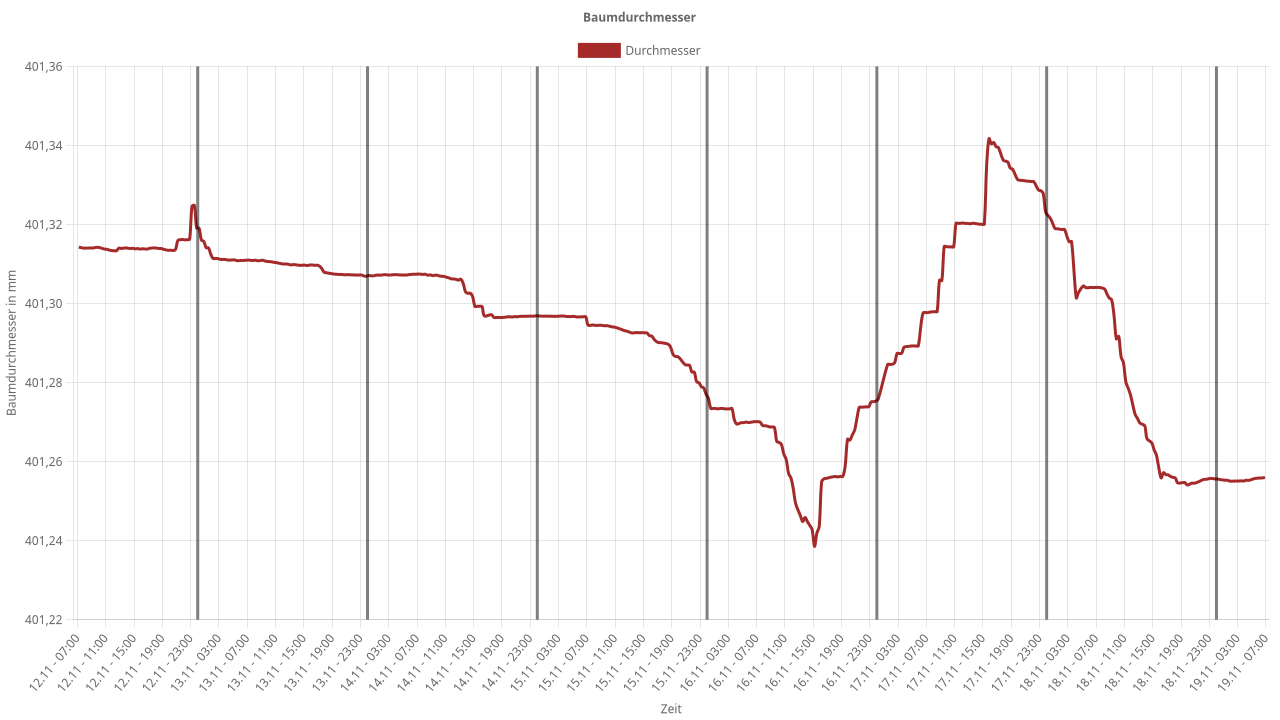 Baumdurchmesser
Durchmesser
401,36
401,34
401,32
401,30
401,28
401,26
401,24
401,22
Baumdurchmesser in mm
12.11 - 07:00
12.11 - 11:00
12.11 - 15:00
12.11 - 19:00
12.11 - 23:00
13.11 - 03:00
13.11 - 07:00
13.11 - 11:00
13.11 - 15:00
13.11 - 19:00
13.11 - 23:00
14.11 - 03:00
14.11 - 07:00
14.11 - 11:00
14.11 - 15:00
14.11 - 19:00
14.11 - 23:00
15.11 - 03:00
15.11 - 07:00
15.11 - 11:00
15.11 - 15:00
15.11 - 19:00
15.11 - 23:00
16.11 - 03:00
16.11 - 07:00
16.11 - 11:00
16.11 - 15:00
16.11 - 19:00
16.11 - 23:00
17.11 - 03:00
17.11 - 07:00
17.11 - 11:00
17.11 - 15:00
17.11 - 19:00
17.11 - 23:00
18.11 - 03:00
18.11 - 07:00
18.11 - 11:00
18.11 - 15:00
18.11 - 19:00
18.11 - 23:00
19.11 - 03:00
19.11 - 07:00
Zeit